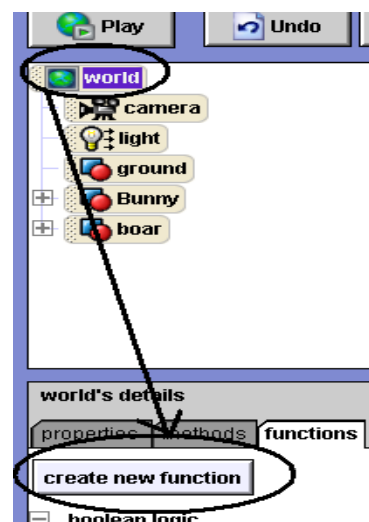 Play Undo
world
camera
light
ground
Bunny
boar
world's details
properties methods functions
create new function
boolean logic